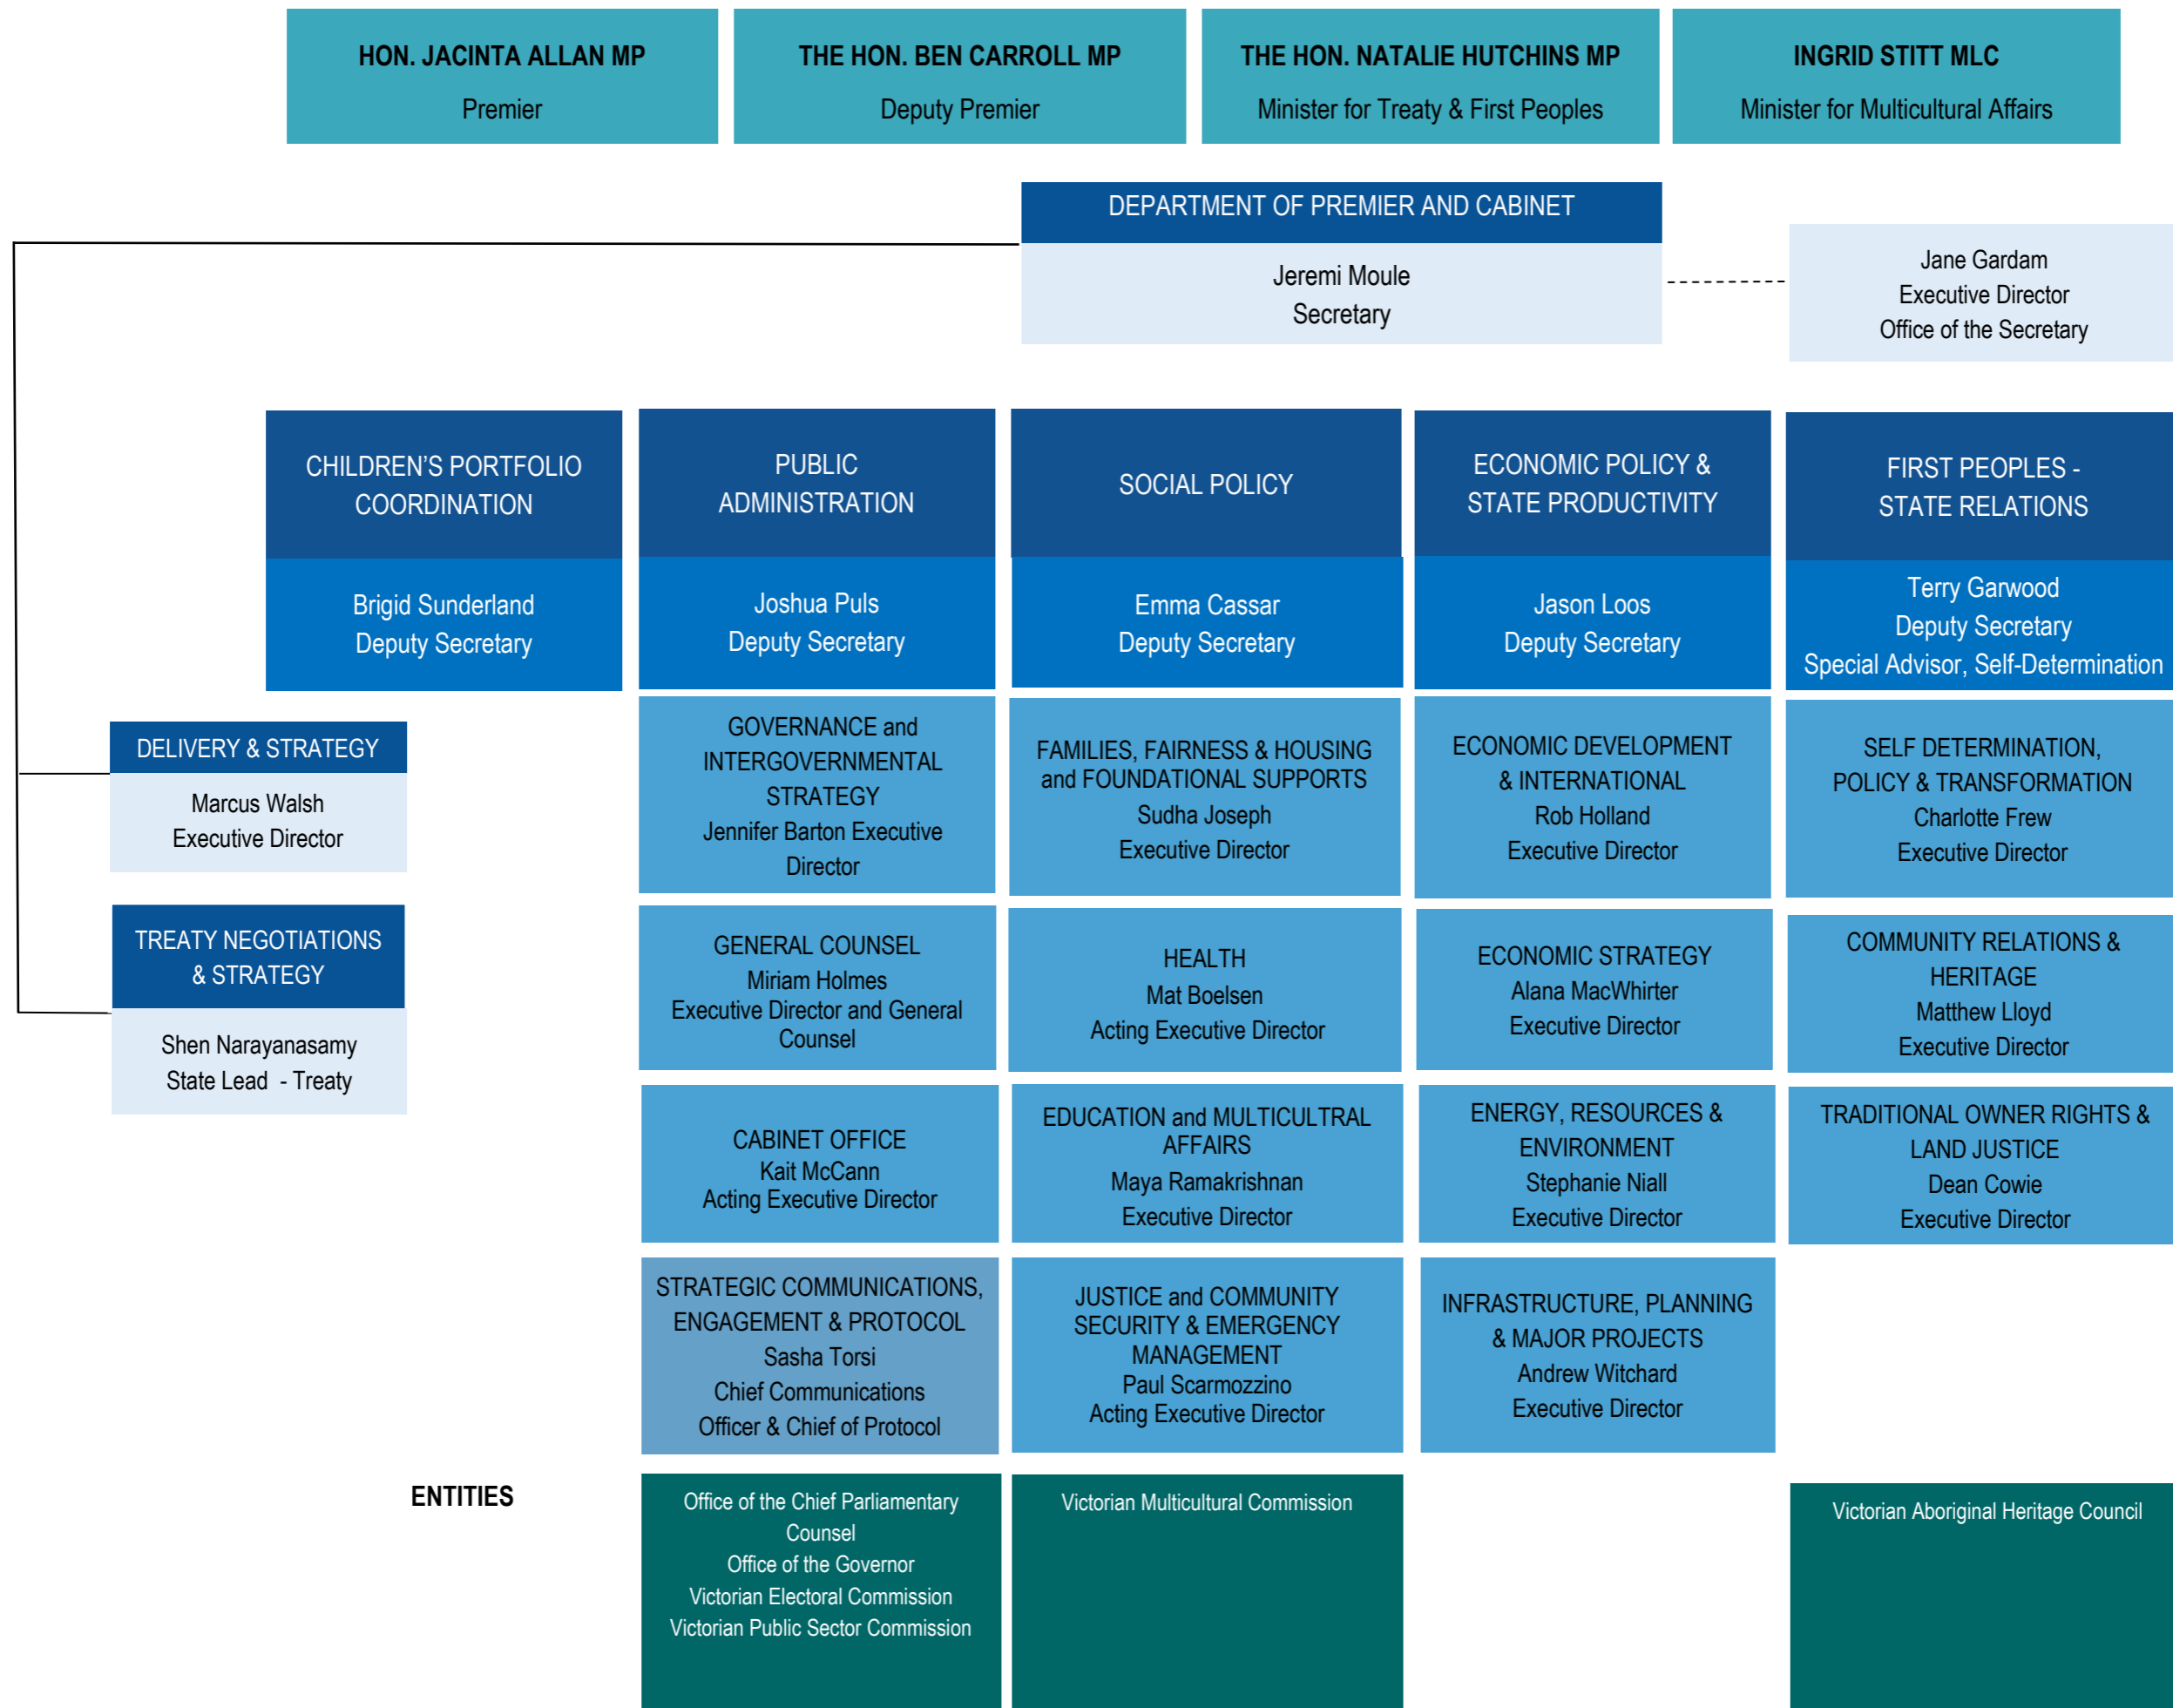 HON. JACINTA ALLAN MP
Premier
THE HON. BEN CARROLL MP
Deputy Premier
THE HON. NATALIE HUTCHINS MP
Minister for Treaty & First Peoples
INGRID STITT MLC
Minister for Multicultural Affairs
DEPARTMENT OF PREMIER AND CABINET
Jeremi Moule
Secretary
Jane Gardam
Executive Director
Office of the Secretary
CHILDREN'S PORTFOLIO
COORDINATION
Brigid Sunderland
Deputy Secretary
PUBLIC
ADMINISTRATION
Joshua Puls
Deputy Secretary
SOCIAL POLICY
Emma Cassar
Deputy Secretary
ECONOMIC POLICY &
STATE PRODUCTIVITY
Jason Loos
Deputy Secretary
FIRST PEOPLES -
STATE RELATIONS
Terry Garwood
Deputy Secretary
Special Advisor, Self-Determination
DELIVERY & STRATEGY
Marcus Walsh
Executive Director
TREATY NEGOTIATIONS
& STRATEGY
Shen Narayanasamy
State Lead  - Treaty
GOVERNANCE and
INTERGOVERNMENTAL
STRATEGY
Jennifer Barton Executive
Director
FAMILIES, FAIRNESS & HOUSING
and FOUNDATIONAL SUPPORTS
Sudha Joseph
Executive Director
ECONOMIC DEVELOPMENT
& INTERNATIONAL
Rob Holland
Executive Director
SELF DETERMINATION,
POLICY & TRANSFORMATION
Charlotte Frew
Executive Director
GENERAL COUNSEL
Miriam Holmes
Executive Director and General
Counsel
HEALTH
Mat Boelsen
Acting Executive Director
ECONOMIC STRATEGY
Alana MacWhirter
Executive Director
COMMUNITY RELATIONS &
HERITAGE
Matthew Lloyd
Executive Director
CABINET OFFICE
Kait McCann
Acting Executive Director
EDUCATION and MULTICULTRAL
AFFAIRS
Maya Ramakrishnan
Executive Director
ENERGY, RESOURCES &
ENVIRONMENT
Stephanie Niall
Executive Director
TRADITIONAL OWNER RIGHTS &
LAND JUSTICE
Dean Cowie
Executive Director
STRATEGIC COMMUNICATIONS,
ENGAGEMENT & PROTOCOL
Sasha Torsi
Chief Communications
Officer & Chief of Protocol
JUSTICE and COMMUNITY
SECURITY & EMERGENCY
MANAGEMENT
Paul Scarmozzino
Acting Executive Director
INFRASTRUCTURE, PLANNING
& MAJOR PROJECTS
Andrew Witchard
Executive Director
ENTITIES
Office of the Chief Parliamentary
Counsel
Office of the Governor
Victorian Electoral Commission
Victorian Public Sector Commission
Victorian Multicultural Commission
Victorian Aboriginal Heritage Council